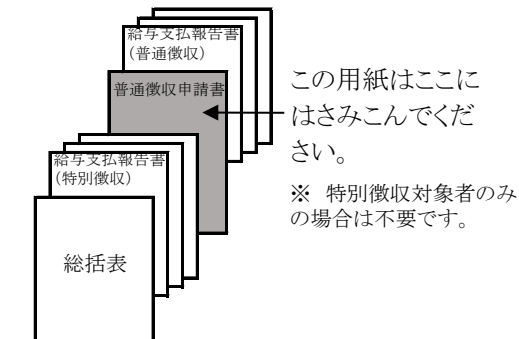 給与支払報告書
(普通徴収)
普通徴収申請書
この用紙はここに
はさみこんでくだ
さい。
※ 特別徴収対象者のみ
の場合は不要です。
給与支払報告書
(特別徴収)
総括表